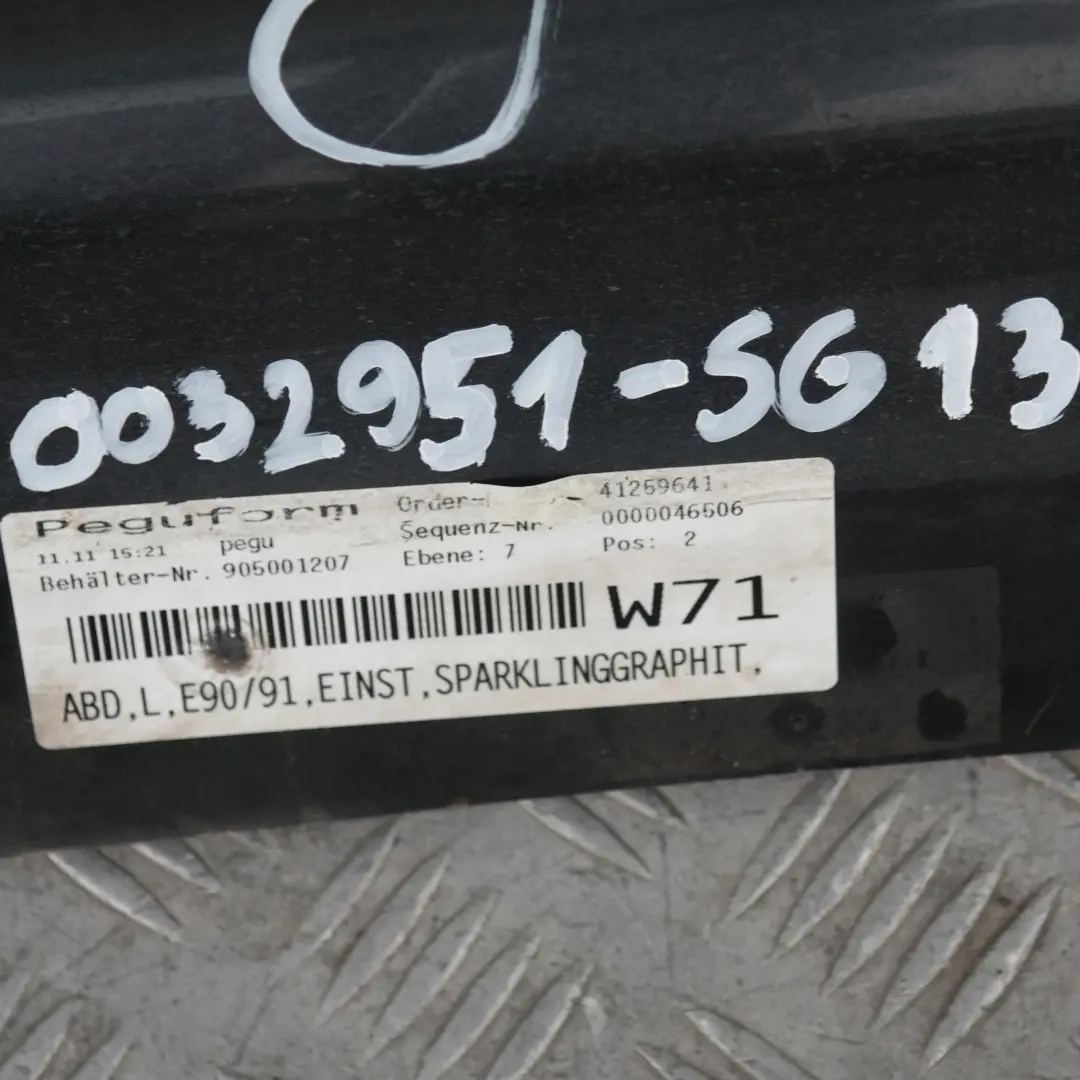 0032951-SG13
Peguform Order- 41259641
11.11 15:21 pegu Sequenz-Nr. 0000046506
Behälter-Nr. 905001207 Ebene: 7 Pos: 2
W71
ABD,L,E90/91,EINST,SPARKLINGGRAPHIT,